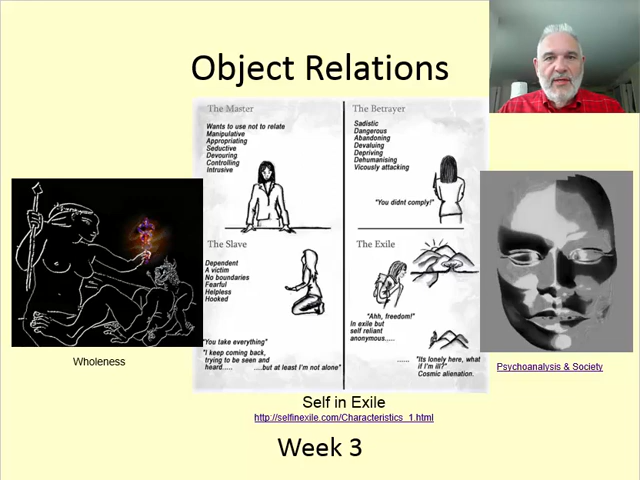 Object Relations
The Master
Wants to use not to relate
Manipulative
Appropriating
Seductive
Devouring
Controlling
Intrusive
The Betrayer
Sadistic
Dangerous
Abandoning
Devaluing
Depriving
Dehumanising
Viciously attacking
"You didnt comply!"
The Slave
Dependent
A victim
No boundaries
Fearful
Helpless
Hooked
"You take everything"
"I keep coming back,
trying to be seen and
heard..... ....but at least I'm not alone"
The Exile
"Ahh, freedom!"
In exile but
self reliant
anonymous.....
...... "Its lonely here, what
if I'm ill?"
Cosmic alienation.
Wholeness
Psychoanalysis & Society
Self in Exile
http://selfinexile.com/Characteristics_1.html
Week 3